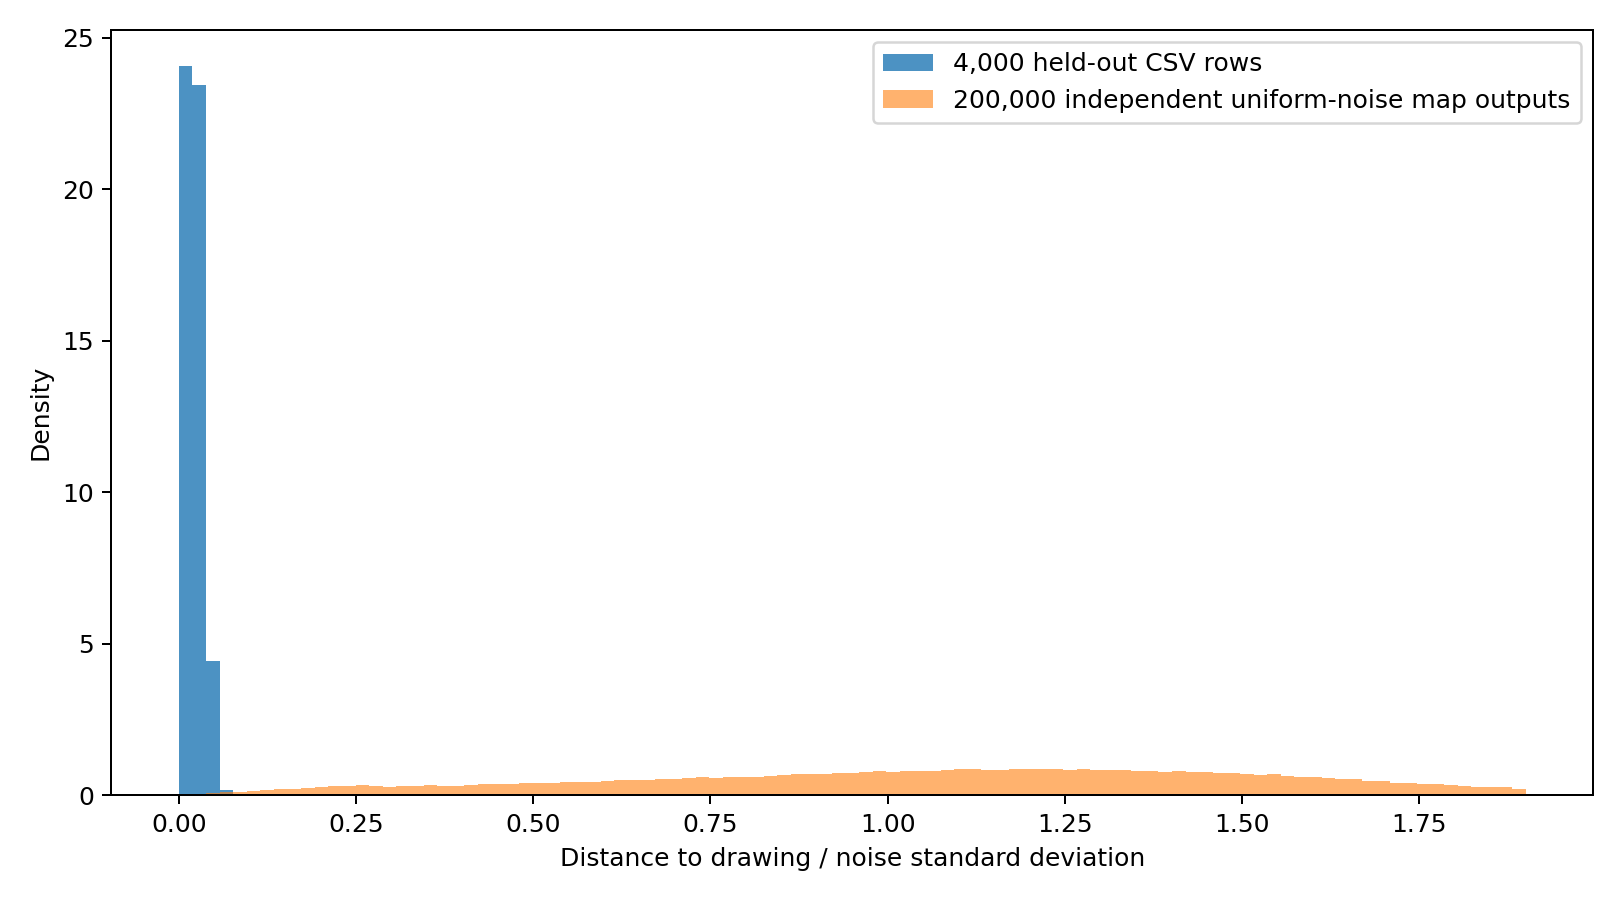 4,000 held-out CSV rows
200,000 independent uniform-noise map outputs
25
20
15
10
5
0
Density
0.00 0.25 0.50 0.75 1.00 1.25 1.50 1.75
Distance to drawing / noise standard deviation